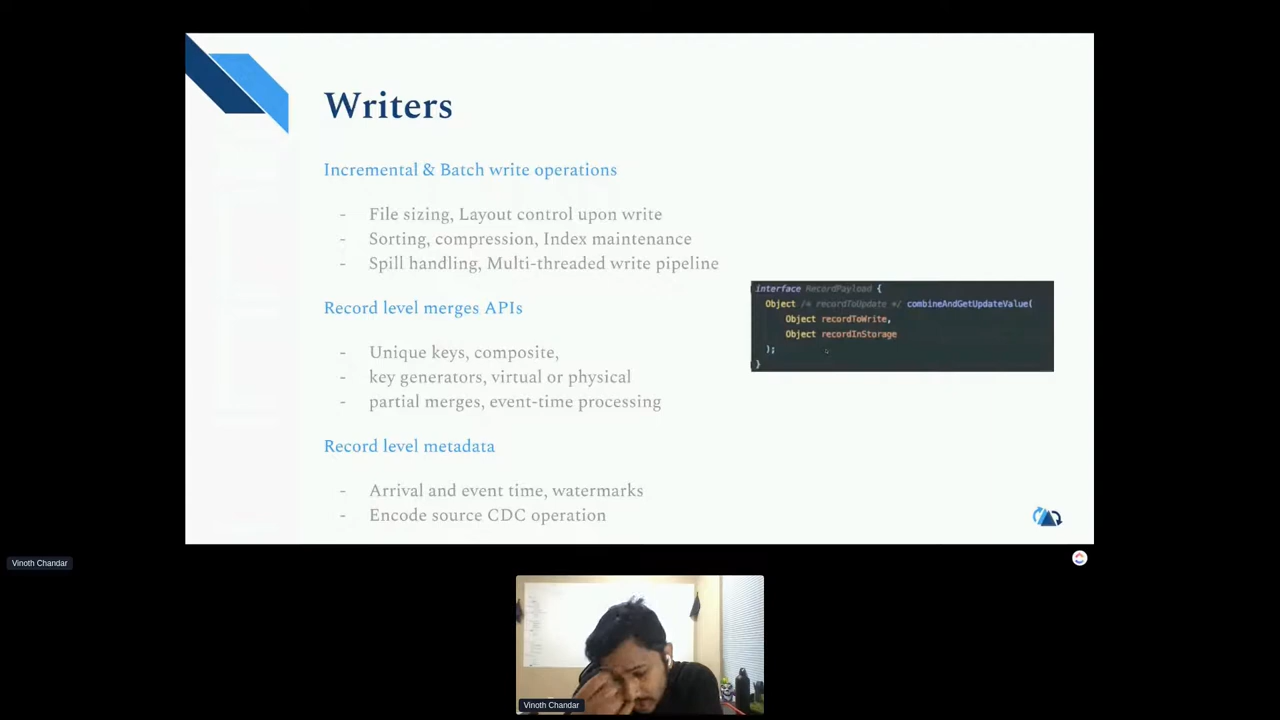 Writers
Incremental & Batch write operations
- File sizing, Layout control upon write
- Sorting, compression, Index maintenance
- Spill handling, Multi-threaded write pipeline
Record level merges APIs
- Unique keys, composite,
- key generators, virtual or physical
- partial merges, event-time processing
Record level metadata
- Arrival and event time, watermarks
- Encode source CDC operation
interface RecordPayload {
Object /* recordToUpdate */ combineAndGetUpdateValue(
Object recordToWrite,
Object recordInStorage
);
}
Vinoth Chandar
Vinoth Chandar